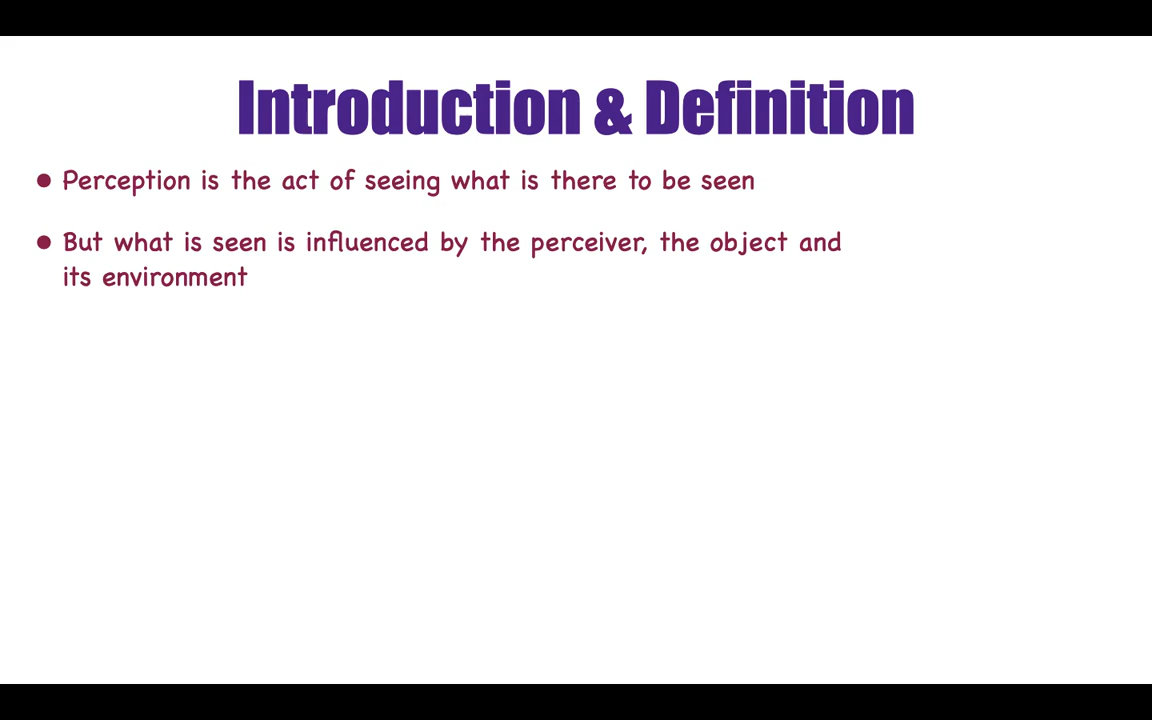 Introduction & Definition
• Perception is the act of seeing what is there to be seen
• But what is seen is influenced by the perceiver, the object and
its environment